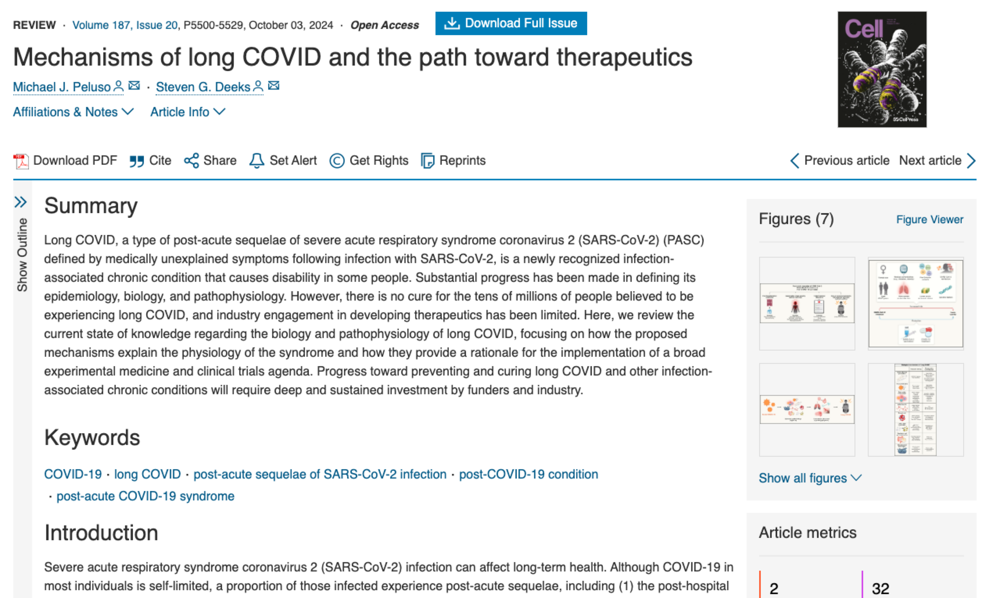 REVIEW · Volume 187, Issue 20, P5500-5529, October 03, 2024 · Open Access
Download Full Issue
Cell
CellPress
Mechanisms of long COVID and the path toward therapeutics
Michael J. Peluso · Steven G. Deeks
Affiliations & Notes Article Info
Download PDF Cite Share Set Alert Get Rights Reprints
Previous article Next article
Show Outline
Summary
Long COVID, a type of post-acute sequelae of severe acute respiratory syndrome coronavirus 2 (SARS-CoV-2) (PASC)
defined by medically unexplained symptoms following infection with SARS-CoV-2, is a newly recognized infection-
associated chronic condition that causes disability in some people. Substantial progress has been made in defining its
epidemiology, biology, and pathophysiology. However, there is no cure for the tens of millions of people believed to be
experiencing long COVID, and industry engagement in developing therapeutics has been limited. Here, we review the
current state of knowledge regarding the biology and pathophysiology of long COVID, focusing on how the proposed
mechanisms explain the physiology of the syndrome and how they provide a rationale for the implementation of a broad
experimental medicine and clinical trials agenda. Progress toward preventing and curing long COVID and other infection-
associated chronic conditions will require deep and sustained investment by funders and industry.
Keywords
COVID-19 · long COVID · post-acute sequelae of SARS-CoV-2 infection · post-COVID-19 condition
· post-acute COVID-19 syndrome
Introduction
Severe acute respiratory syndrome coronavirus 2 (SARS-CoV-2) infection can affect long-term health. Although COVID-19 in
most individuals is self-limited, a proportion of those infected experience post-acute sequelae, including (1) the post-hospital
Figures (7)
Figure Viewer
Show all figures
Article metrics
2
32